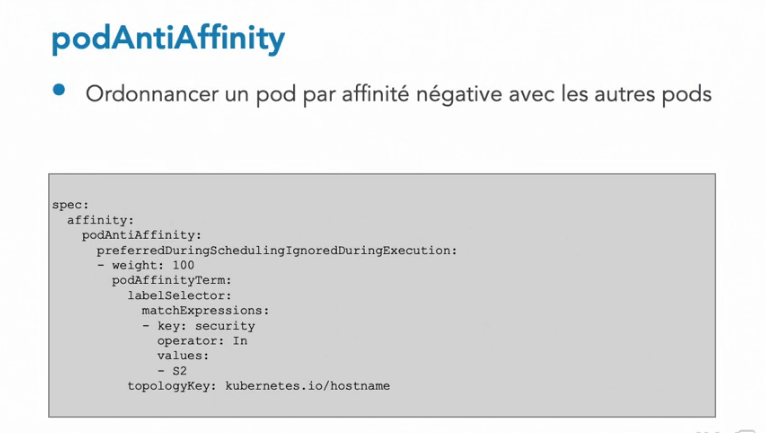 podAntiAffinity
Ordonnancer un pod par affinité négative avec les autres pods
spec:
  affinity:
    podAntiAffinity:
      preferredDuringSchedulingIgnoredDuringExecution:
      - weight: 100
        podAffinityTerm:
          labelSelector:
            matchExpressions:
            - key: security
              operator: In
              values:
              - S2
          topologyKey: kubernetes.io/hostname